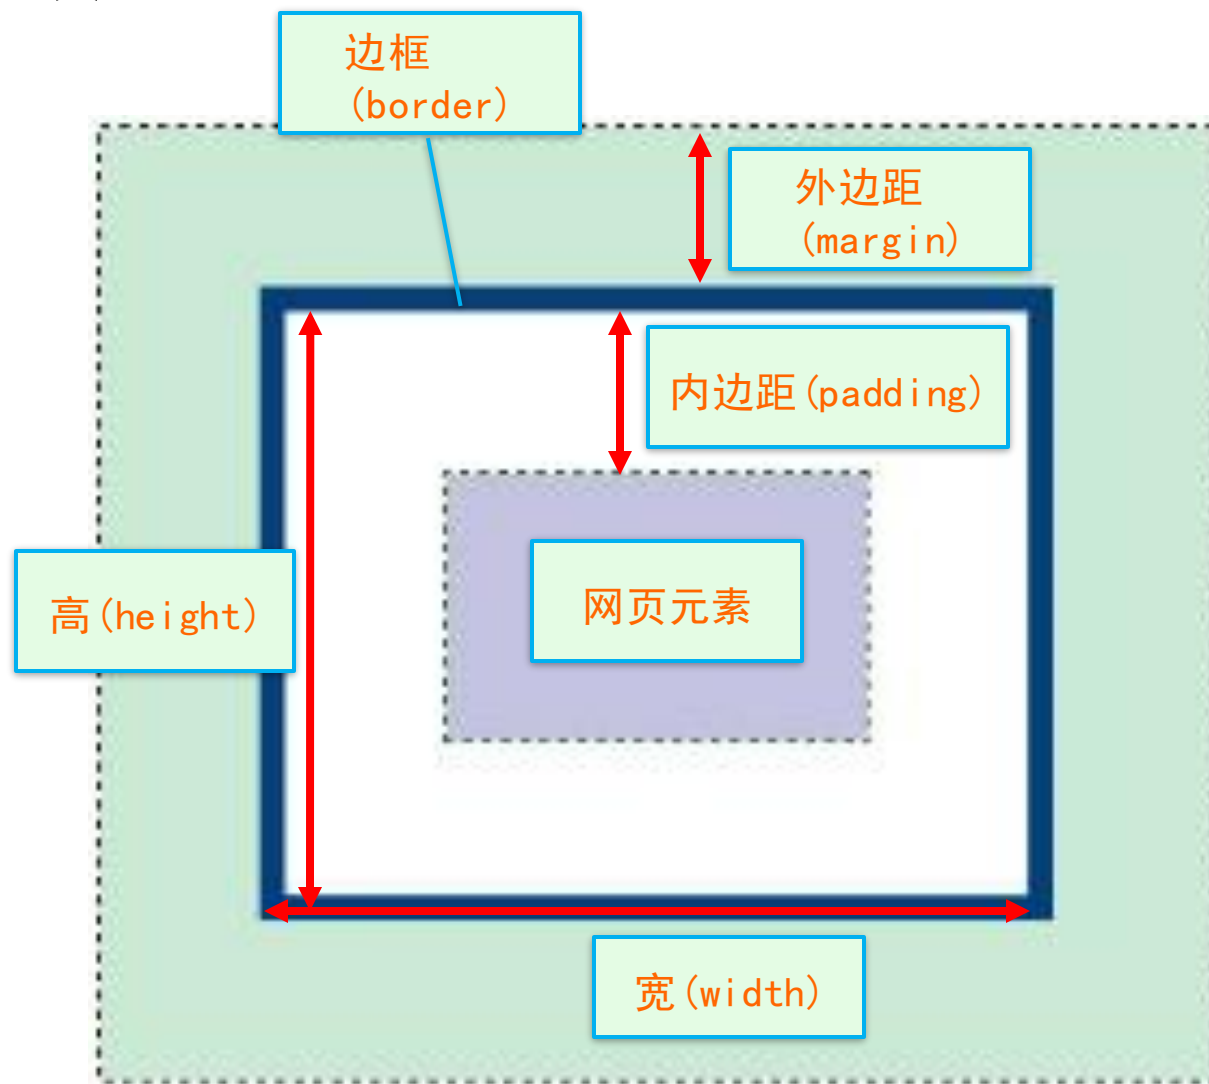 边框
(border)
外边距
(margin)
内边距(padding)
网页元素
高(height)
宽(width)